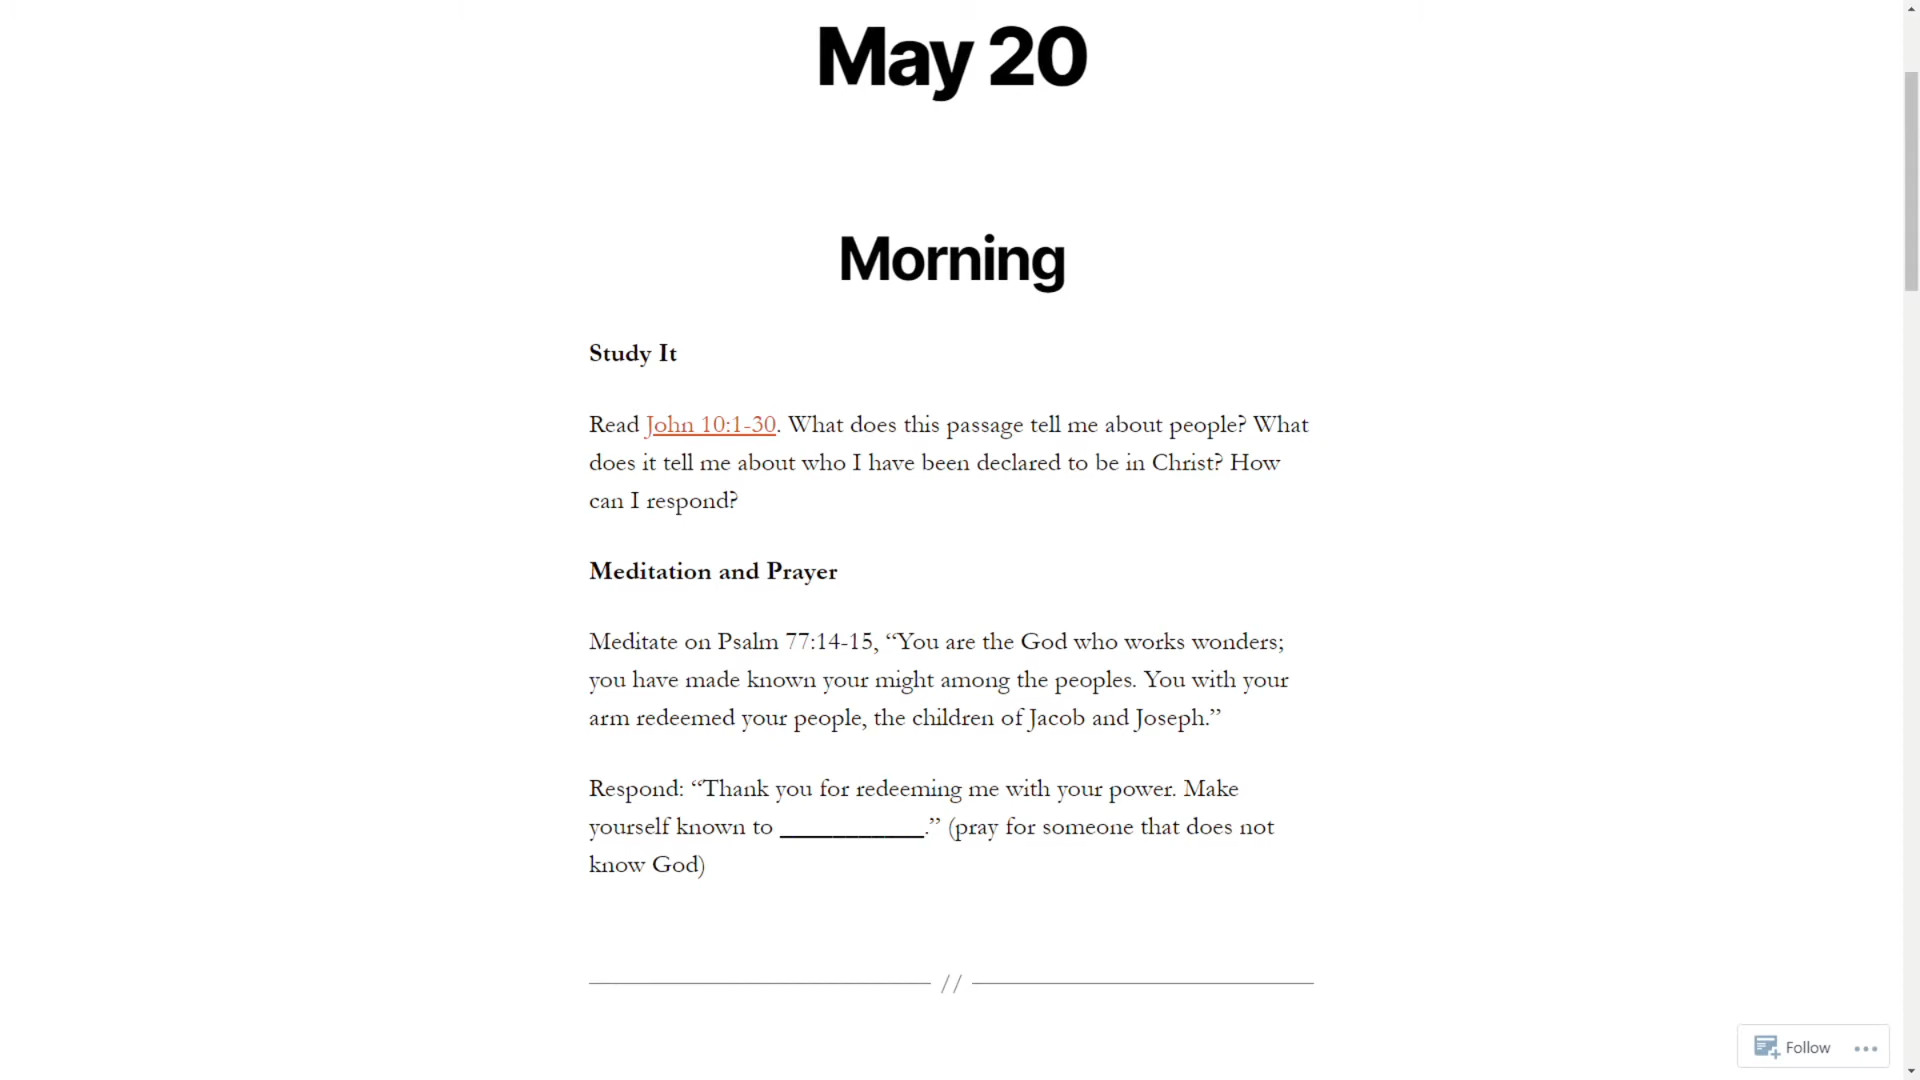 May 20
Morning
Study It
Read John 10:1-30. What does this passage tell me about people? What
does it tell me about who I have been declared to be in Christ? How
can I respond?
Meditation and Prayer
Meditate on Psalm 77:14-15, “You are the God who works wonders;
you have made known your might among the peoples. You with your
arm redeemed your people, the children of Jacob and Joseph.”
Respond: “Thank you for redeeming me with your power. Make
yourself known to ___________.” (pray for someone that does not
know God)
//
Follow